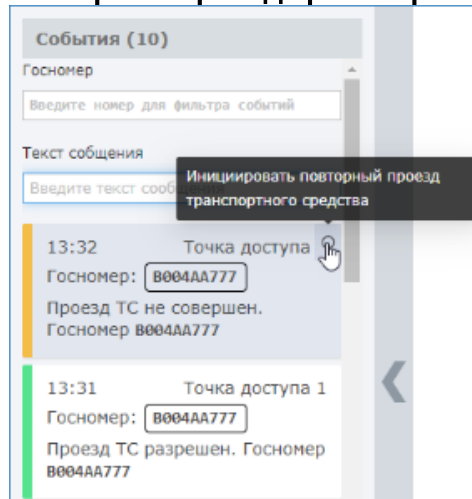 События (10)
Госномер
Введите номер для фильтра событий
Текст собщения
Введите текст сооб
Инициировать повторный проезд
транспортного средства
13:32 Точка доступа
Госномер: В004АА777
Проезд ТС не совершен.
Госномер В004АА777
13:31 Точка доступа 1
Госномер: В004АА777
Проезд ТС разрешен. Госномер
В004АА777